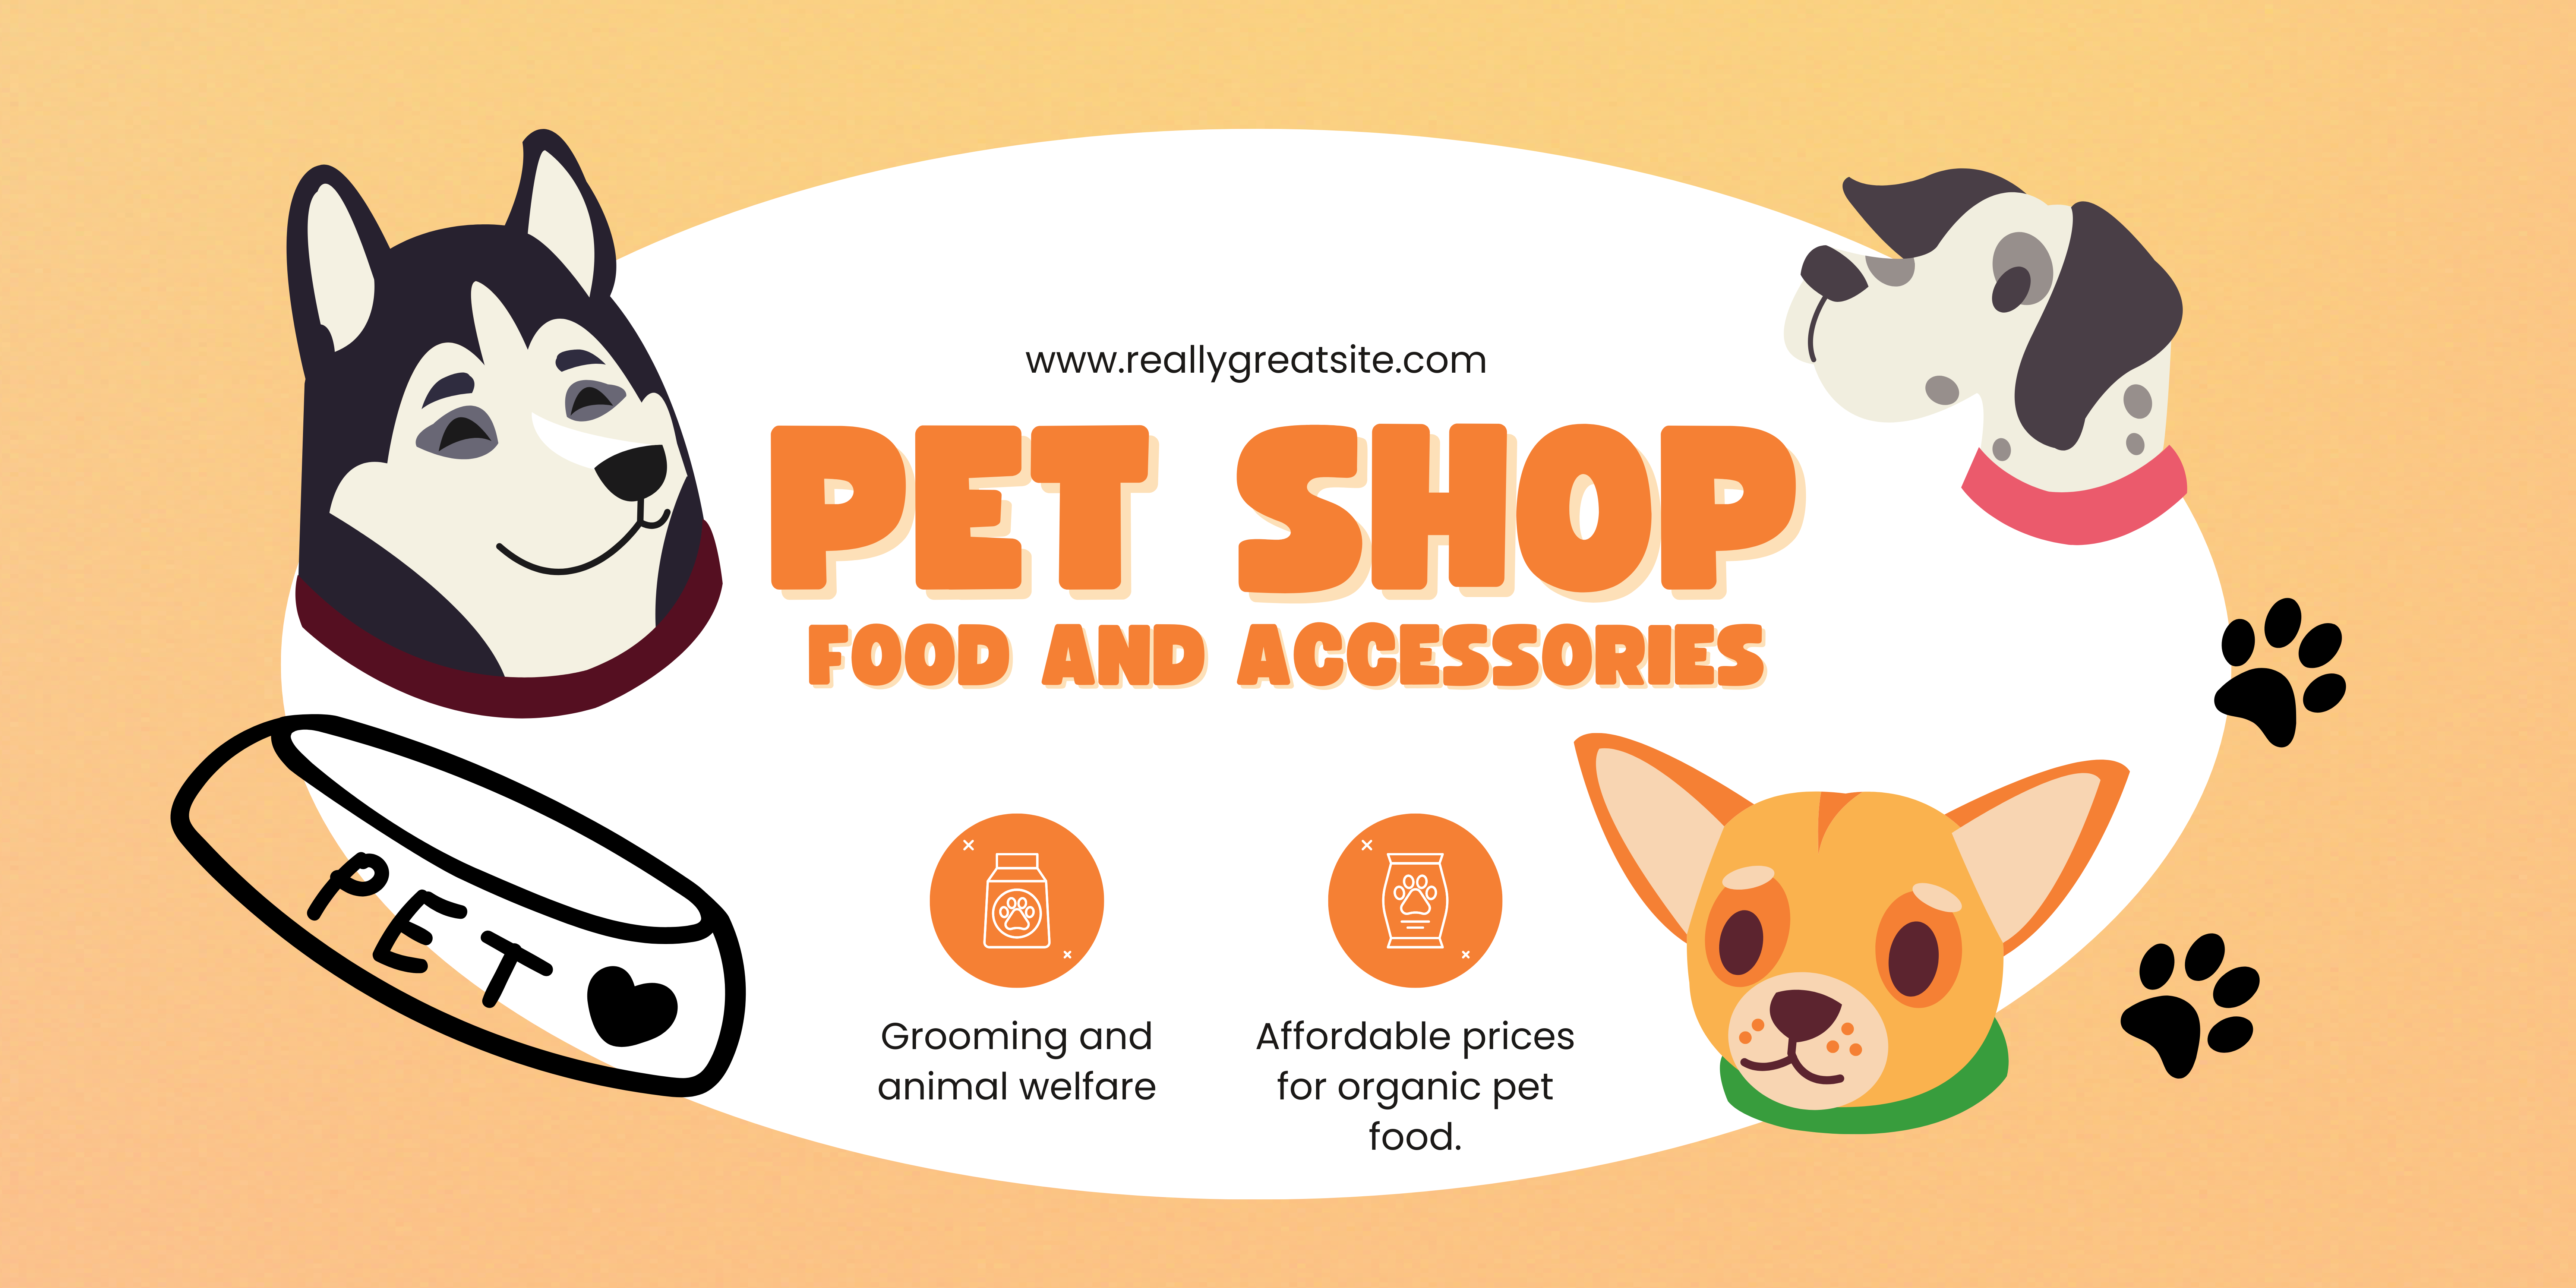 www.reallygreatsite.com
PET SHOP
FOOD AND ACCESSORIES
PET
Grooming and
animal welfare
Affordable prices
for organic pet
food.